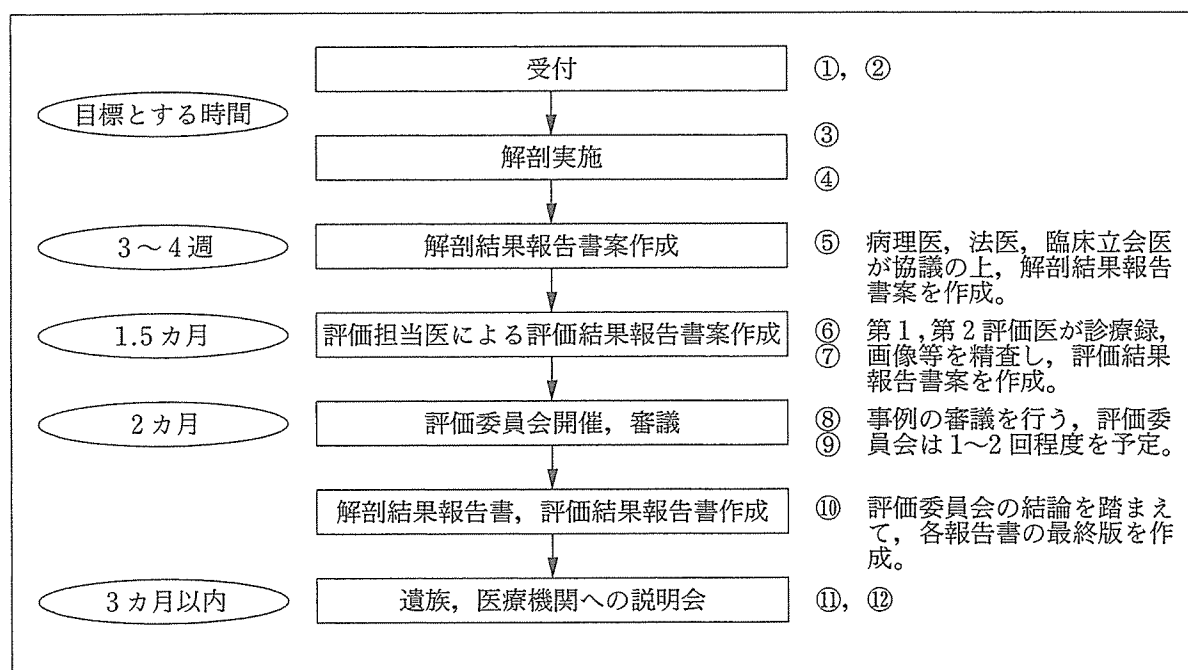 受付
①，②
目標とする時間
③
解剖実施
④
3～4週
解剖結果報告書案作成
⑤ 病理医，法医，臨床立会医
が協議の上，解剖結果報告
書案を作成。
1.5カ月
評価担当医による評価結果報告書案作成
⑥ 第1，第2評価医が診療録，
⑦ 画像等を精査し，評価結果
報告書案を作成。
2カ月
評価委員会開催，審議
⑧ 事例の審議を行う，評価委
⑨ 員会は1～2回程度を予定。
解剖結果報告書，評価結果報告書作成
⑩ 評価委員会の結論を踏まえ
て，各報告書の最終版を作
成。
3カ月以内
遺族，医療機関への説明会
⑪，⑫